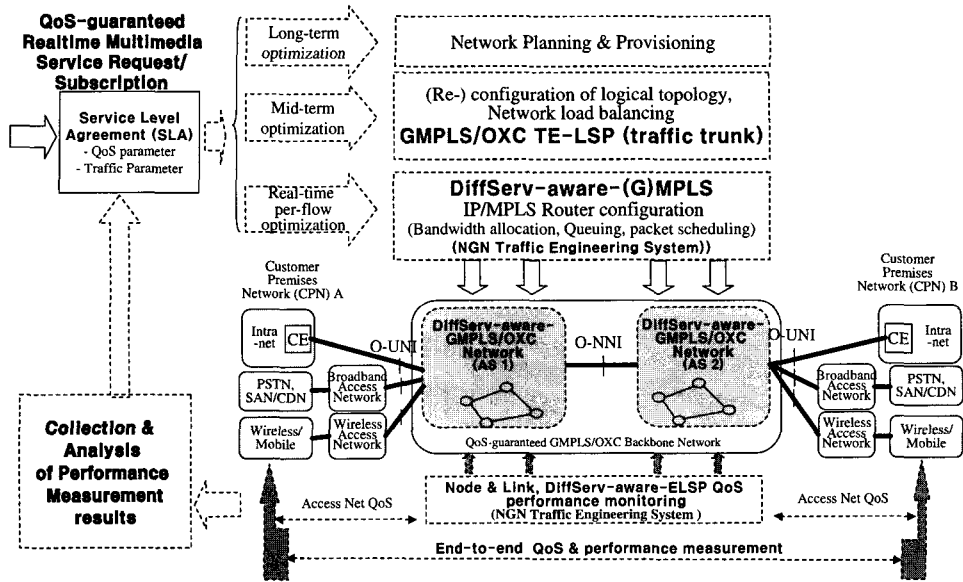 QoS-guaranteed
Realtime Multimedia
Service Request/
Subscription
Service Level
Agreement (SLA)
- QoS parameter
- Traffic Parameter
Long-term
optimization
Network Planning & Provisioning
Mid-term
optimization
(Re-) configuration of logical topology,
Network load balancing
GMPLS/OXC TE-LSP (traffic trunk)
Real-time
per-flow
optimization
DiffServ-aware-(G)MPLS
IP/MPLS Router configuration
(Bandwidth allocation, Queuing, packet scheduling)
(NGN Traffic Engineering System))
Customer
Premises
Network (CPN) A
Intra
-net
CE
PSTN,
SAN/CDN
Broadband
Access
Network
Wireless/
Mobile
Wireless
Access
Network
O-UNI
DiffServ-aware-
GMPLS/OXC
Network
(AS 1)
O-NNI
DiffServ-aware-
GMPLS/OXC
Network
(AS 2)
O-UNI
QoS-guaranteed GMPLS/OXC Backbone Network
Customer
Premises
Network (CPN) B
CE
Intra
-net
Broadband
Access
Network
PSTN,
SAN/CDN
Wireless
Access
Network
Wireless/
Mobile
Collection &
Analysis
of Performance
Measurement
results
Access Net QoS
Node & Link, DiffServ-aware-ELSP QoS
performance monitoring
(NGN Traffic Engineering System )
Access Net QoS
End-to-end QoS & performance measurement